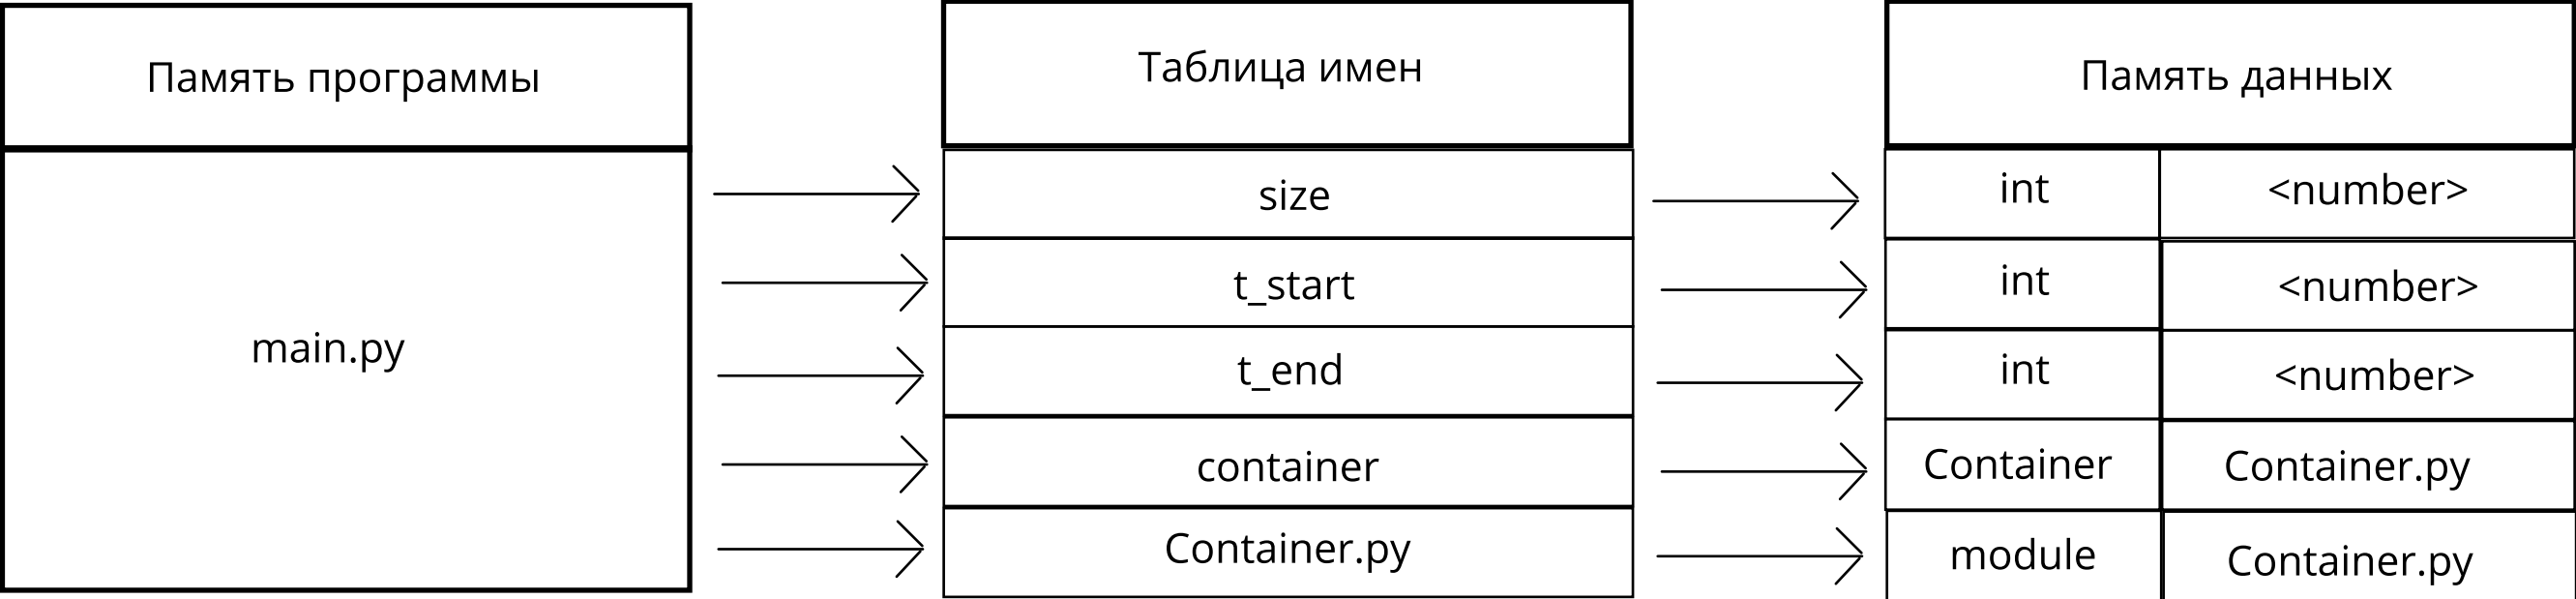 Память программы
Таблица имен
Память данных
main.py
size
int
<number>
t_start
int
<number>
t_end
int
<number>
container
Container
Container.py
Container.py
module
Container.py